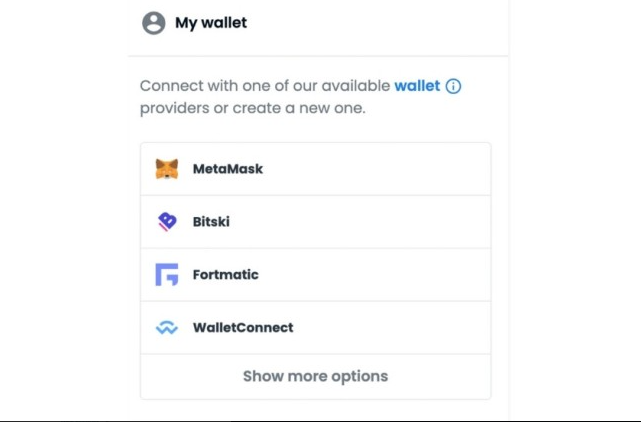 My wallet
Connect with one of our available wallet
providers or create a new one.
MetaMask
Bitski
Fortmatic
WalletConnect
Show more options